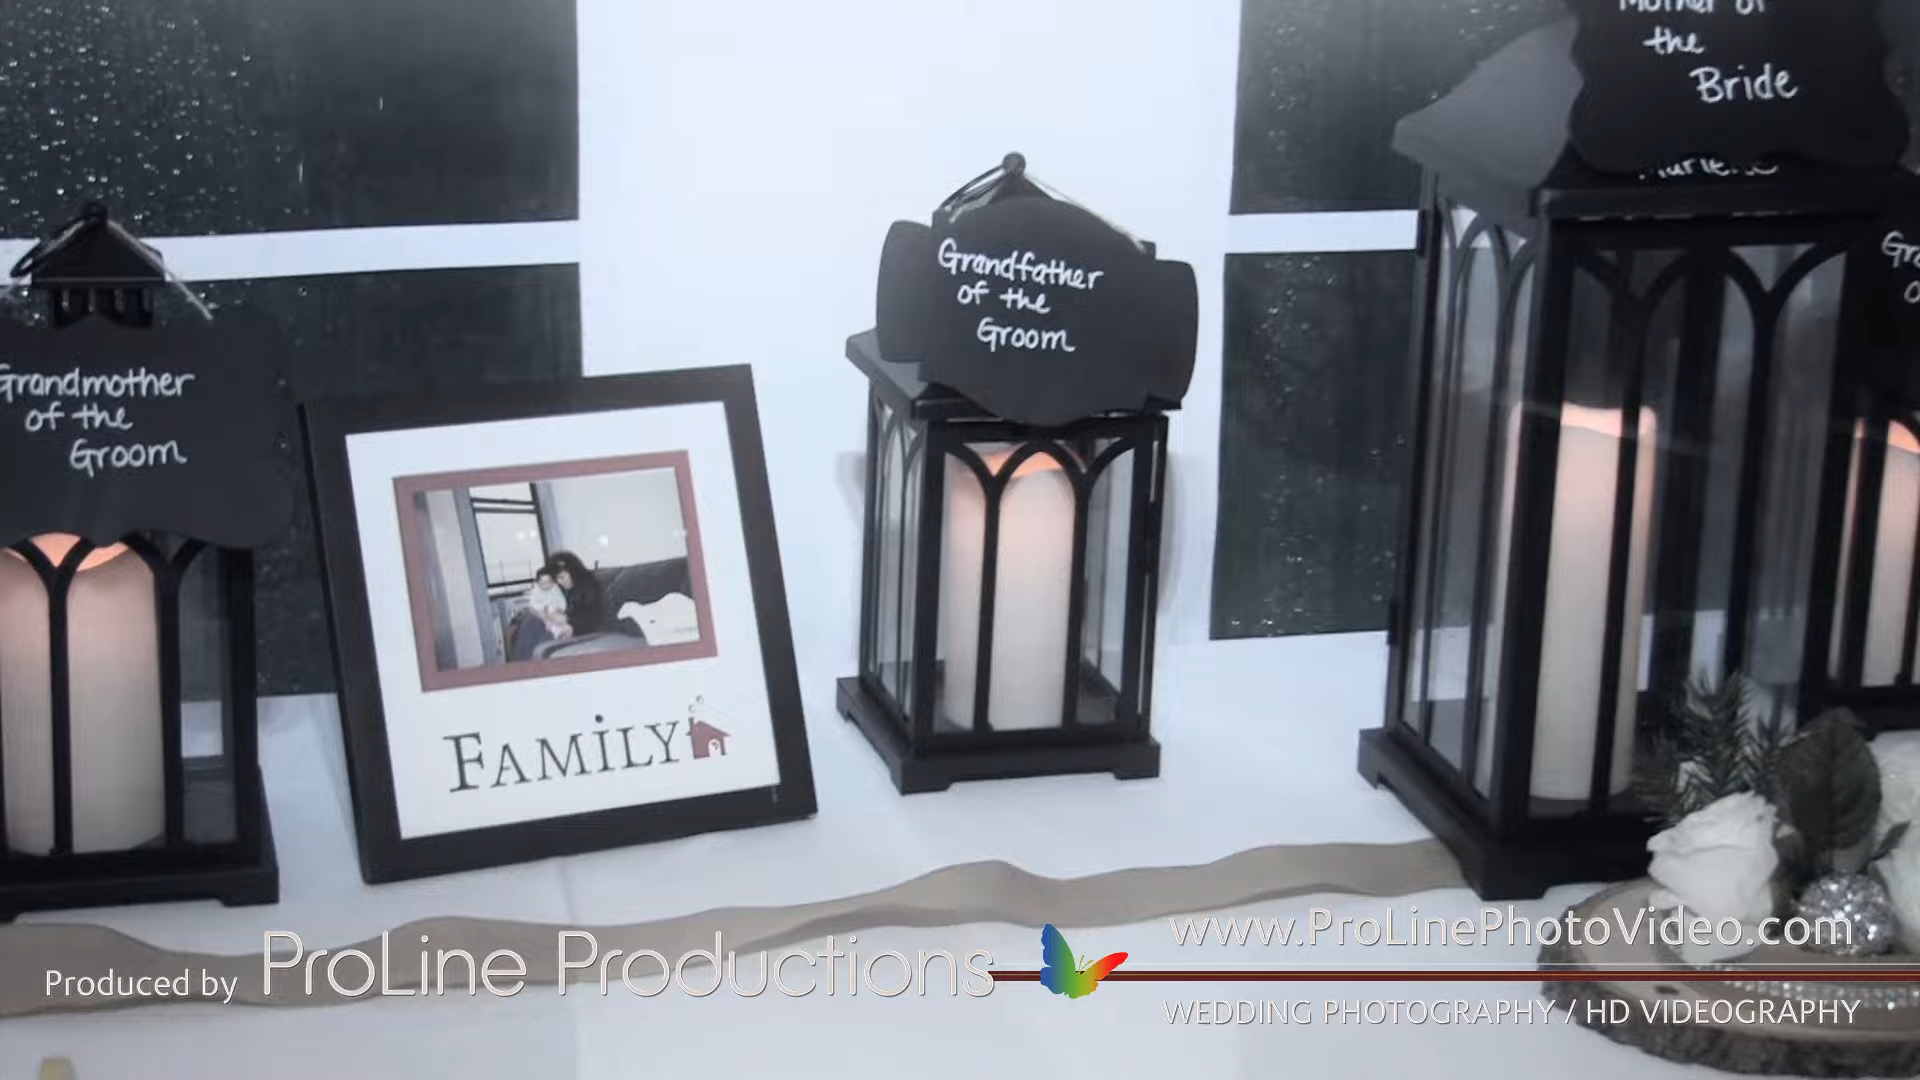 Mother of
the
Bride
Grandfather
of the
Groom
Grandmother
of the
Groom
FAMiLY
Produced by ProLine Productions
www.ProLinePhotoVideo.com
WEDDING PHOTOGRAPHY / HD VIDEOGRAPHY